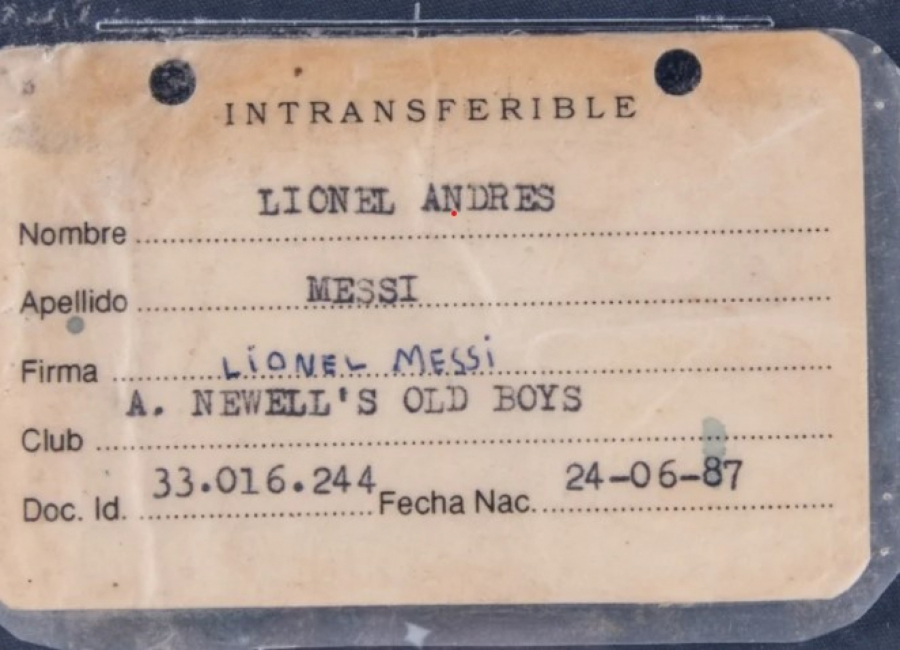 INTRANSFERIBLE
Nombre LIONEL ANDRES
Apellido MESSI
Firma LiONEL MESSi
Club A. NEWELL'S OLD BOYS
Doc. Id. 33.016.244 Fecha Nac. 24-06-87